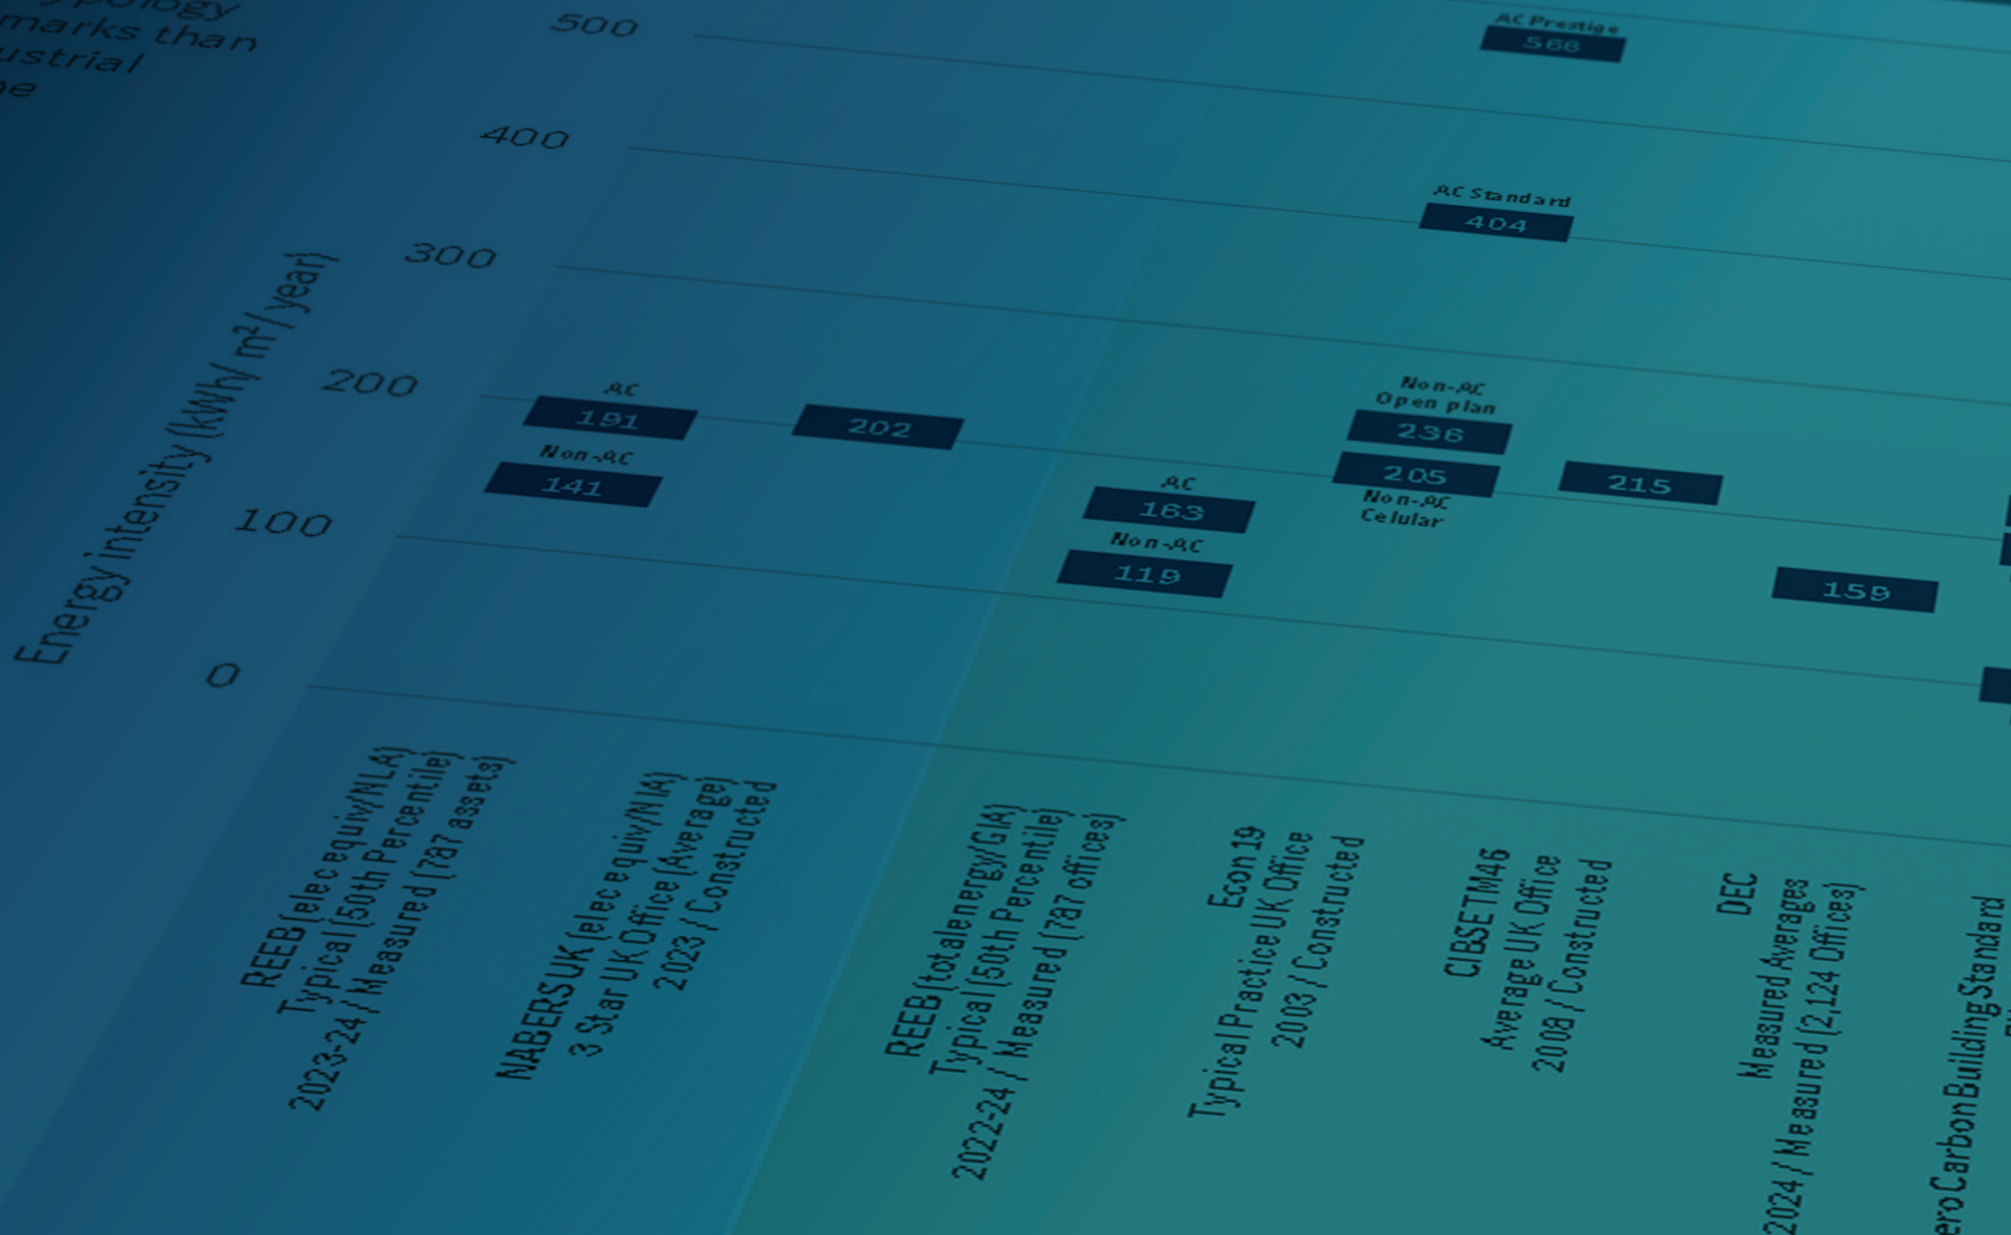 marks than
500
400
300
200
100
0
Energy intensity (kWh/ m²/ year)
AC Prestige
568
AC Standard
404
AC
191
Non-AC
141
202
AC
163
Non-AC
119
Non-AC
Open plan
236
205
Non-AC
Celular
215
159
REEB (elec equiv/NLA)
Typical (50th Percentile)
2023-24 / Measured (787 assets)
NABERSUK (elec equiv/NIA)
3 Star UK Office (Average)
2023 / Constructed
REEB (total energy/GIA)
Typical (50th Percentile)
2022-24 / Measured (787 offices)
Econ 19
Typical Practice UK Office
2003 / Constructed
CIBSE TM46
Average UK Office
2008 / Constructed
DEC
Measured Averages
2024 / Measured (2,124 Offices)
Carbon Building Standard